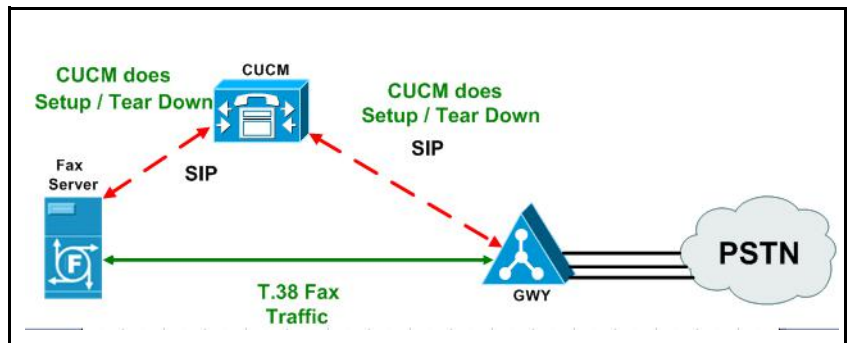 CUCM does
Setup / Tear Down
CUCM
CUCM does
Setup / Tear Down
SIP
SIP
Fax
Server
F
T.38 Fax
Traffic
GWY
PSTN